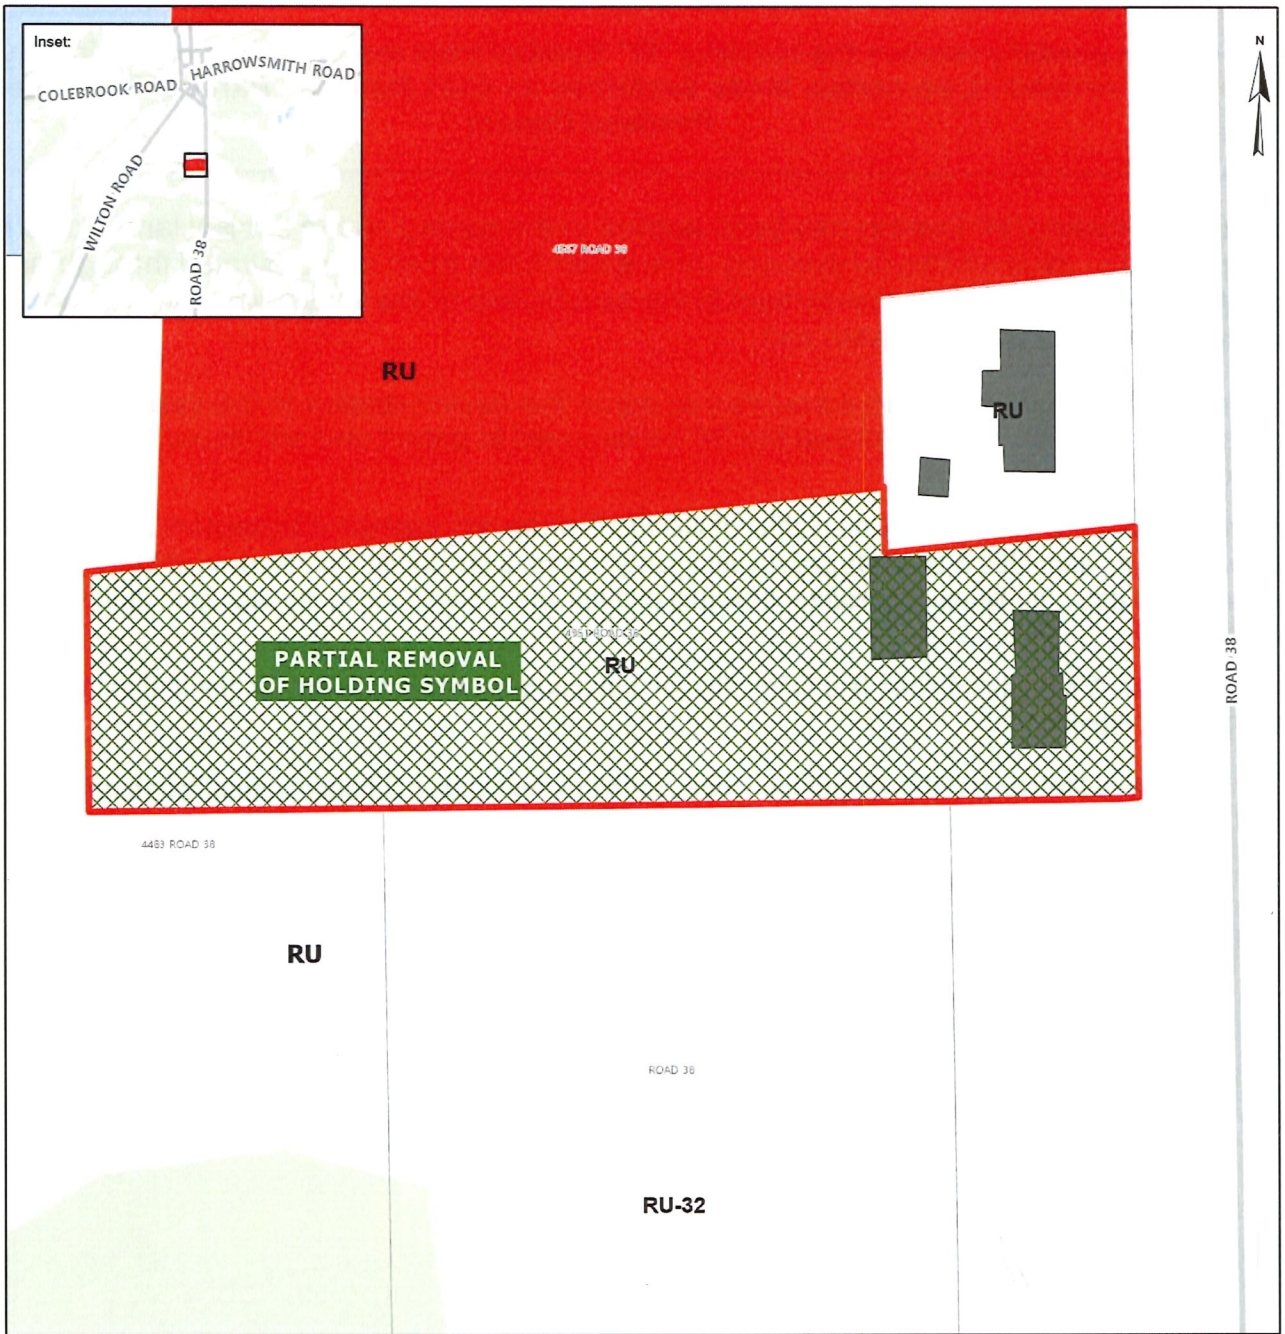 Inset:
HARROWSMITH ROAD
COLEBROOK ROAD
WILTON ROAD
ROAD 38
N
RU
RU
PARTIAL REMOVAL
OF HOLDING SYMBOL
RU
ROAD 38
4483 ROAD 38
RU
ROAD 38
RU-32